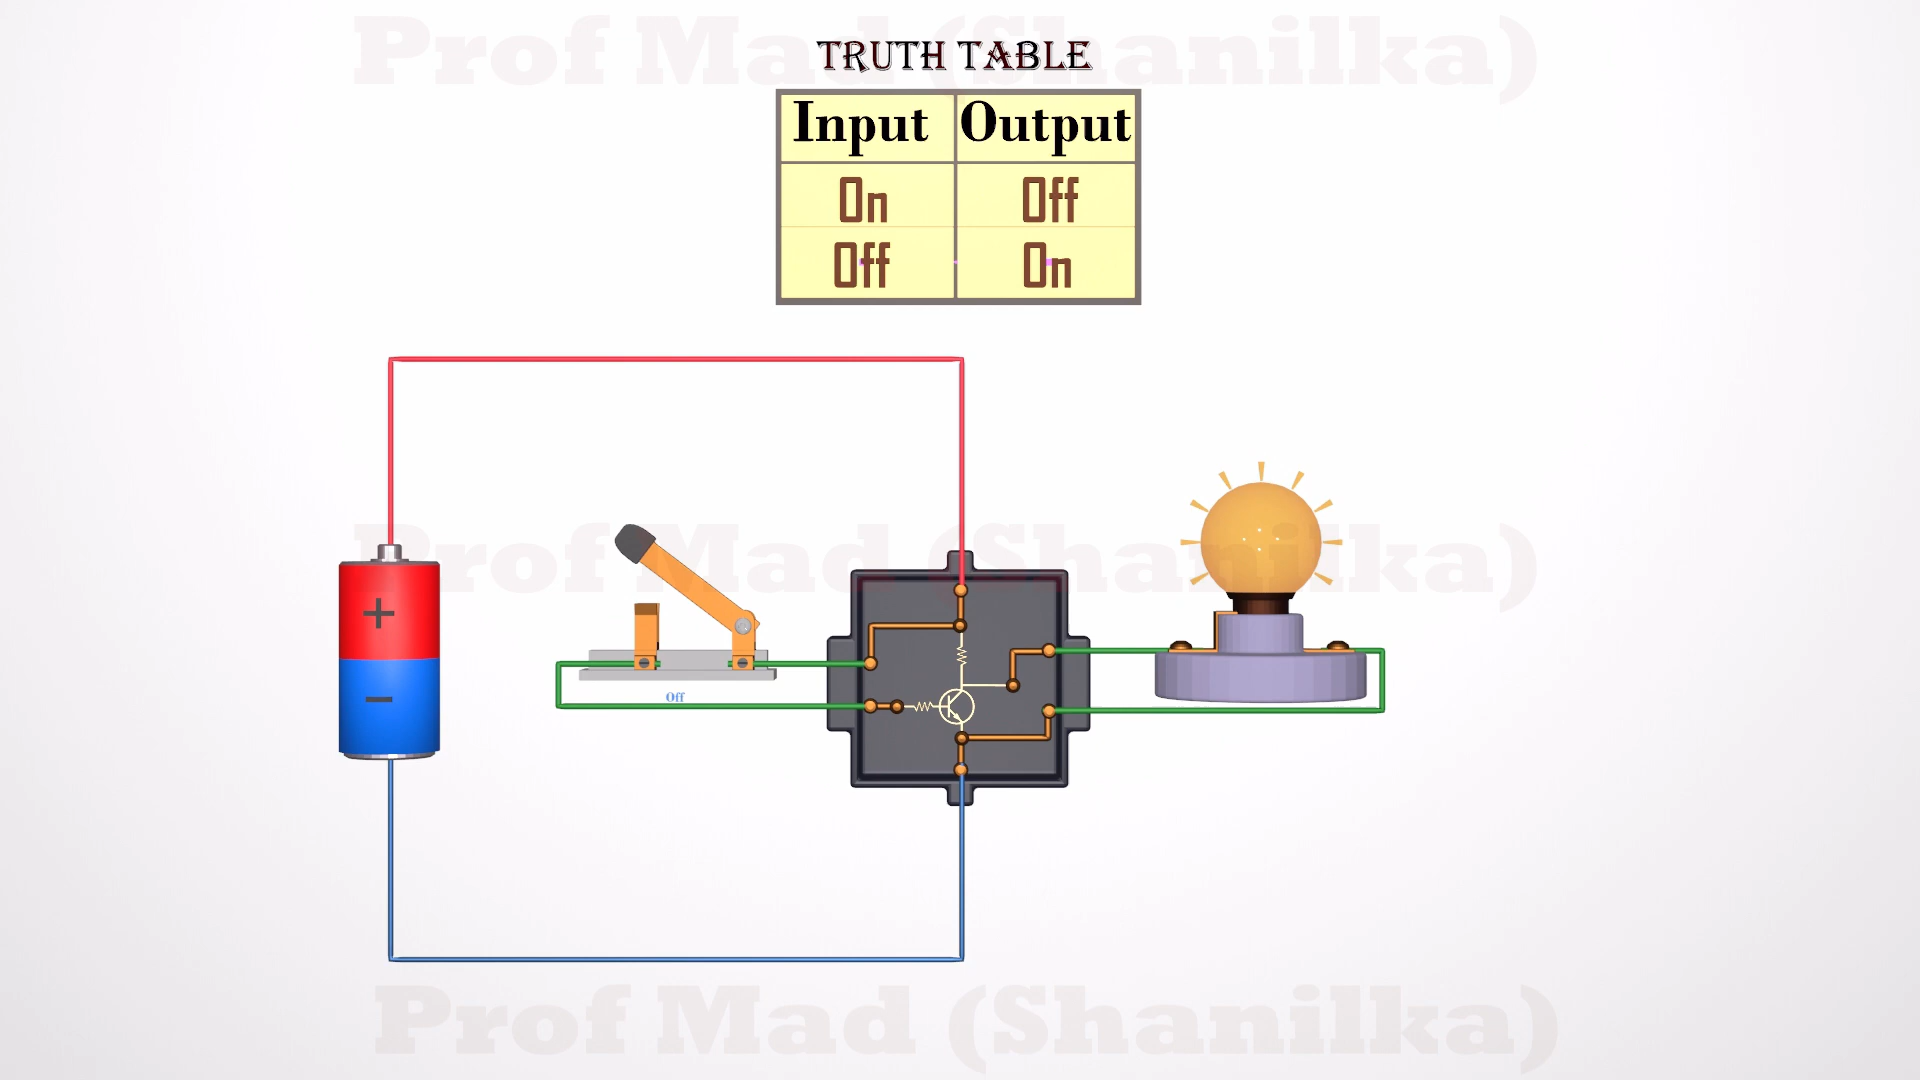 Prof Mad (Shanilka)
TRUTH TABLE
Input Output
On Off
Off On
Prof Mad (Shanilka)
+
−
Off
Prof Mad (Shanilka)